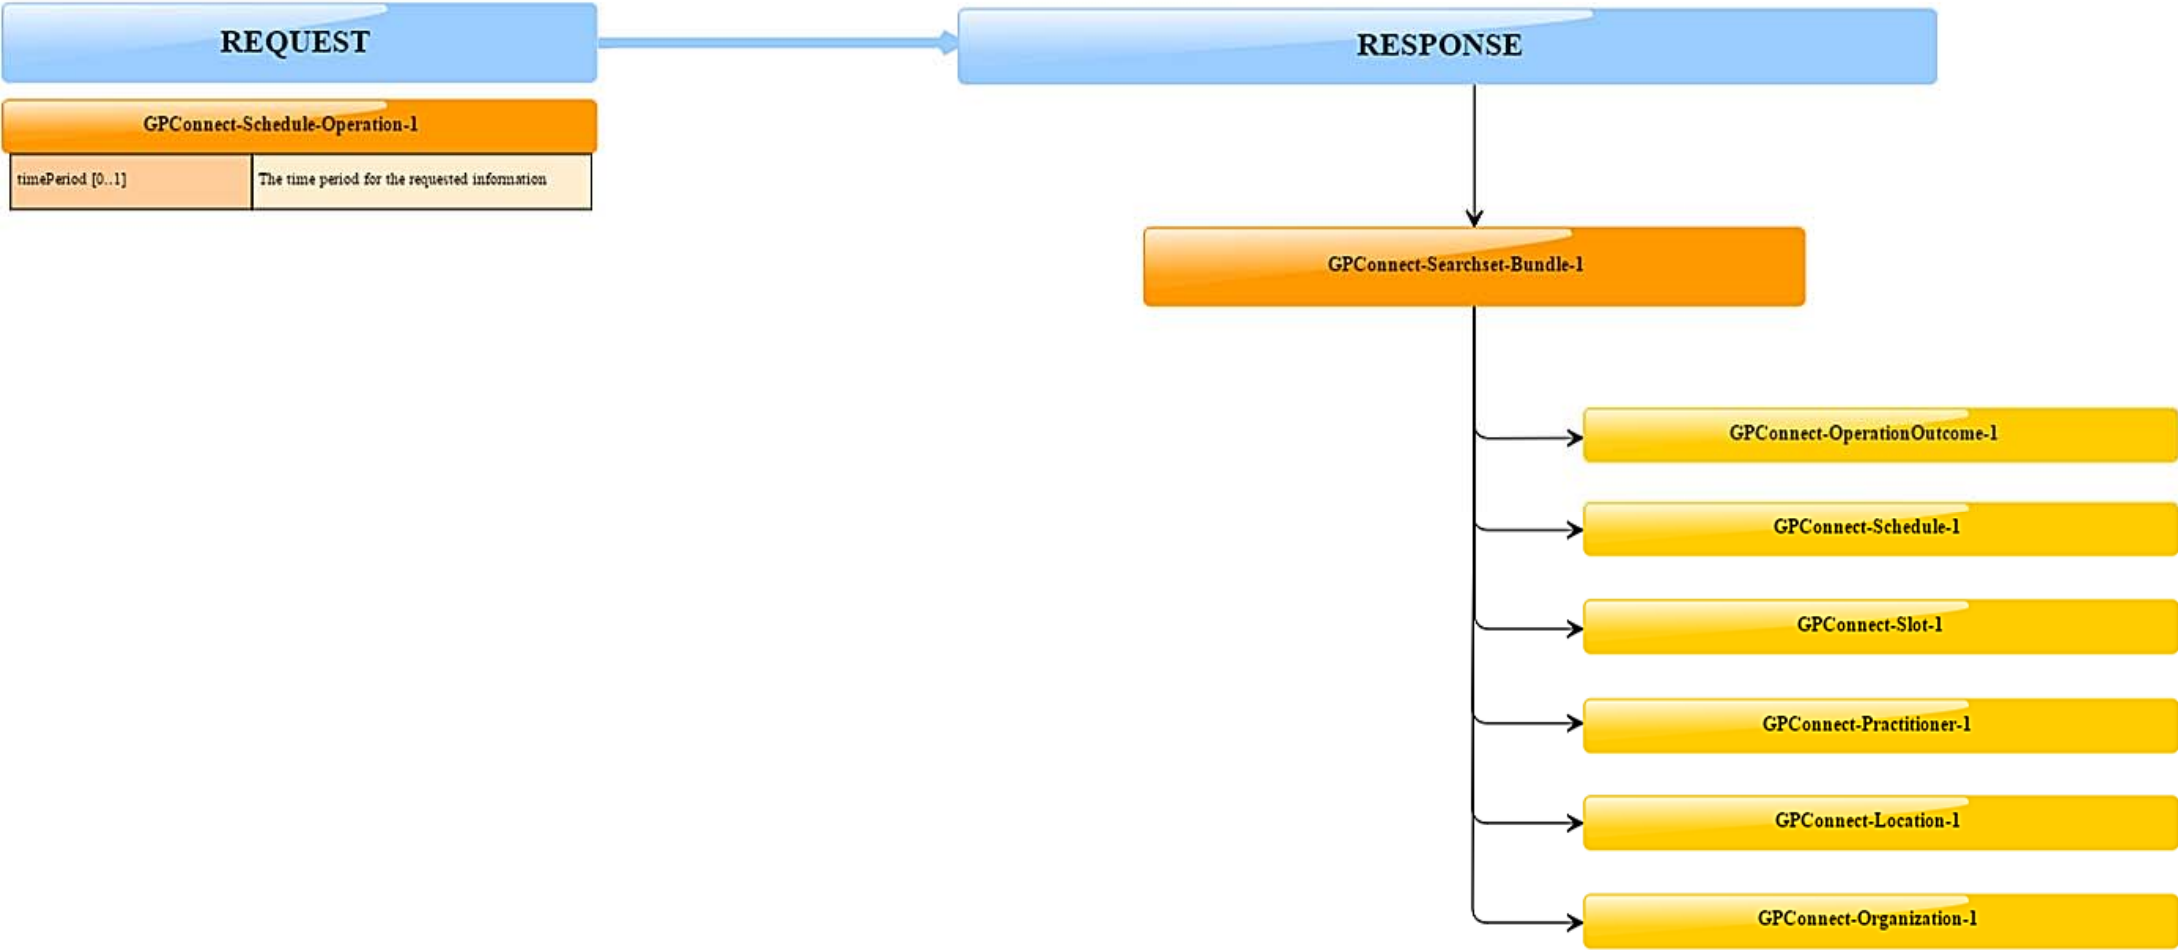 REQUEST
RESPONSE
GPConnect-Schedule-Operation-1
timePeriod [0..1]
The time period for the requested information
GPConnect-Searchset-Bundle-1
GPConnect-OperationOutcome-1
GPConnect-Schedule-1
GPConnect-Slot-1
GPConnect-Practitioner-1
GPConnect-Location-1
GPConnect-Organization-1